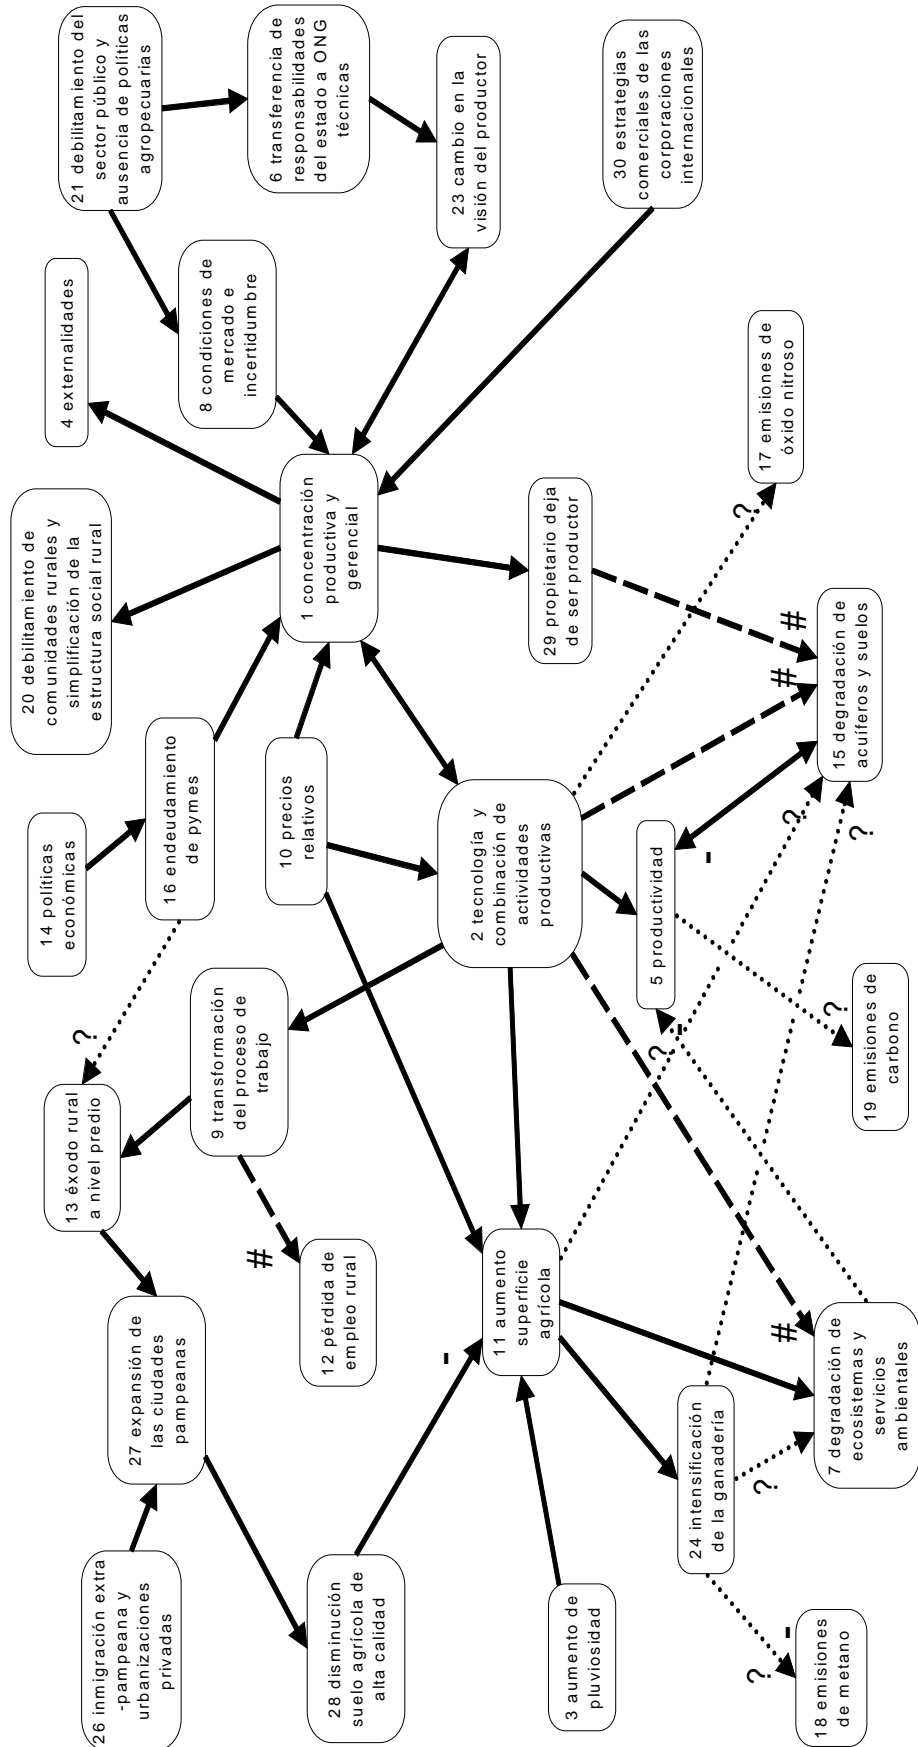 26 inmigración extra
-pampeana y
urbanizaciones
privadas
27 expansión de
las ciudades
pampeanas
13 éxodo rural
a nivel predio
?
14 políticas
económicas
20 debilitamiento de
comunidades rurales y
simplificación de la
estructura social rural
4 externalidades
21 debilitamiento del
sector público y
ausencia de políticas
agropecuarias
16 endeudamiento
de pymes
8 condiciones de
mercado e
incertidumbre
6 transferencia de
responsabilidades
del estado a ONG
técnicas
28 disminución
suelo agrícola de
alta calidad
12 pérdida de
empleo rural
#
9 transformación
del proceso de
trabajo
10 precios
relativos
1 concentración
productiva y
gerencial
23 cambio en la
visión del productor
-
3 aumento de
pluviosidad
11 aumento
superficie
agrícola
2 tecnología y
combinación de
actividades
productivas
29 propietario deja
de ser productor
30 estrategias
comerciales de las
corporaciones
internacionales
24 intensificación
de la ganadería
?
-
5 productividad
-
?
17 emisiones de
óxido nitroso
?
-
18 emisiones
de metano
?
7 degradación de
ecosistemas y
servicios
ambientales
#
19 emisiones de
carbono
?
?
?
#
#
15 degradación de
acuíferos y suelos